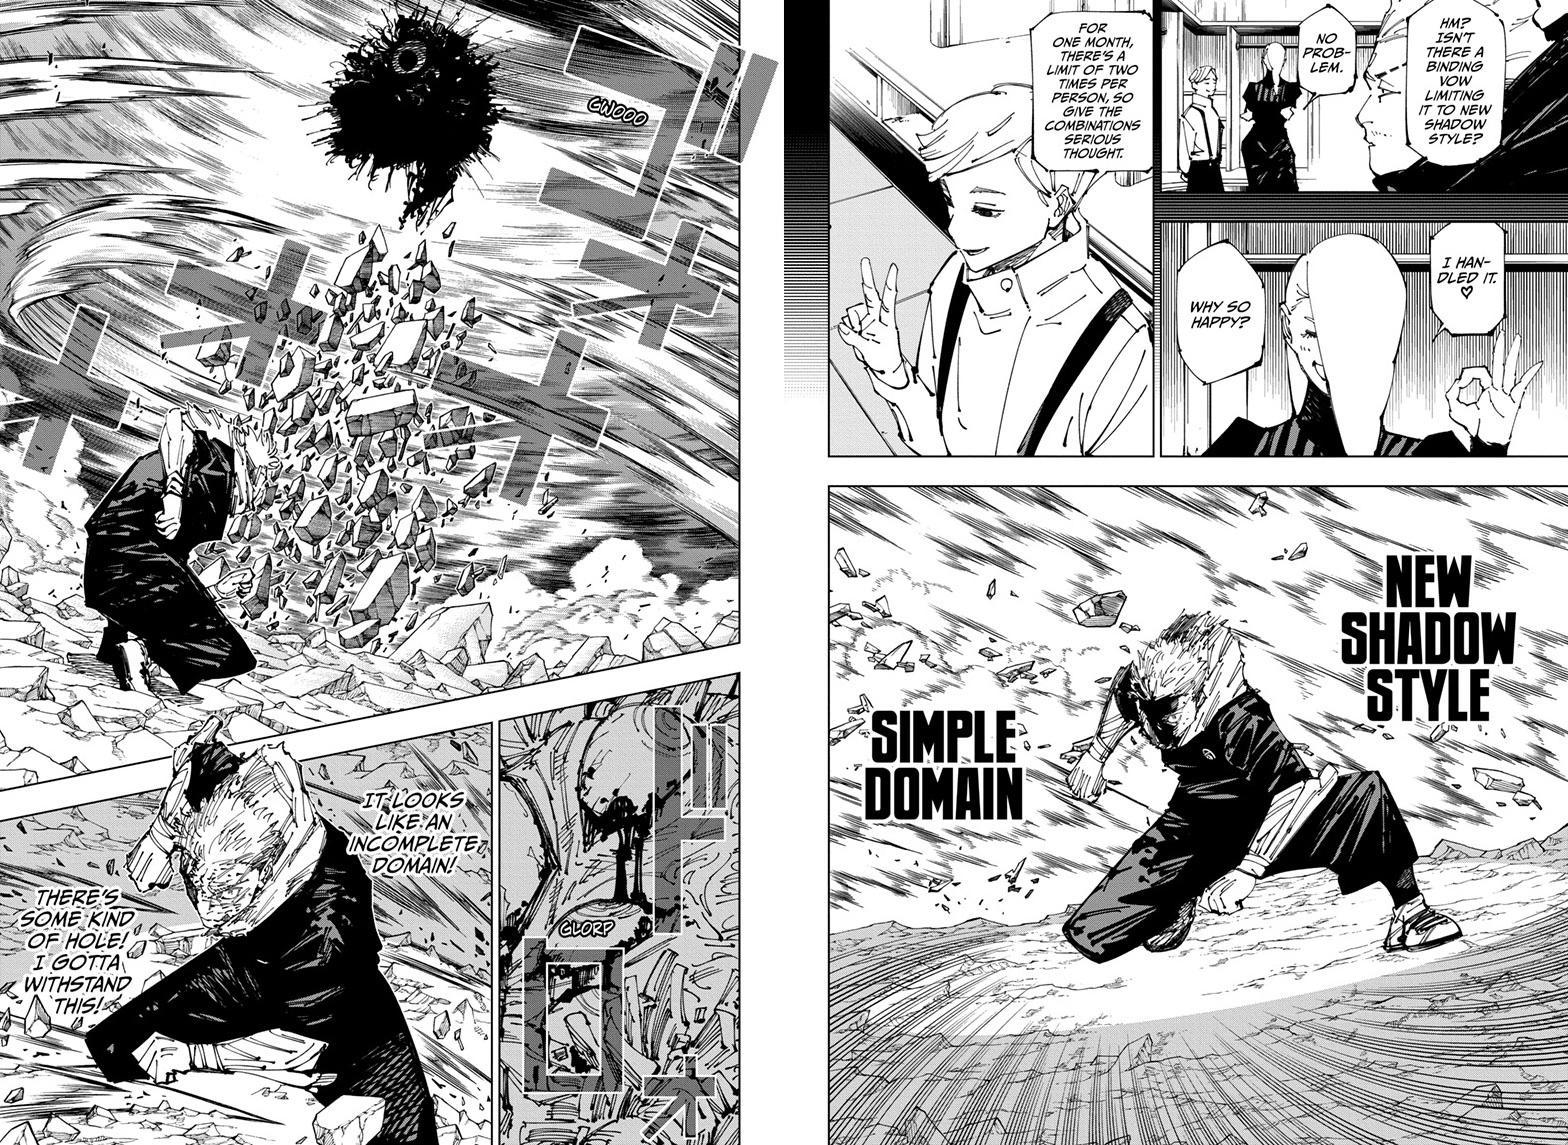 HM?
ISN'T
THERE A
BINDING
VOW
LIMITING
IT TO NEW
SHADOW
STYLE?
NO
PROB-
LEM.
FOR
ONE MONTH,
THERE'S A
LIMIT OF TWO
TIMES PER
PERSON, SO
GIVE THE
COMBINATIONS
SERIOUS
THOUGHT.
I HAN-
DLED IT.
♡
WHY SO
HAPPY?
NEW
SHADOW
STYLE
SIMPLE
DOMAIN
GWOOO
GLORP
IT LOOKS
LIKE AN
INCOMPLETE
DOMAIN!
THERE'S
SOME KIND
OF HOLE!
I GOTTA
WITHSTAND
THIS!